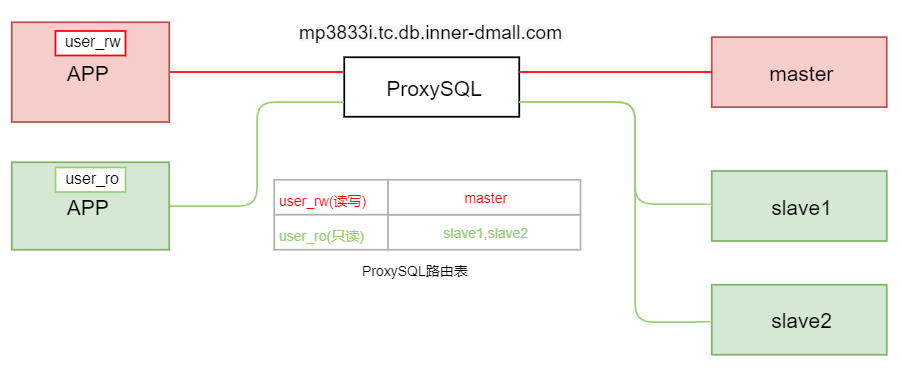 mp3833i.tc.db.inner-dmall.com
user_rw
APP
ProxySQL
master
user_ro
APP
user_rw(读写)
master
user_ro(只读)
slave1,slave2
ProxySQL路由表
slave1
slave2